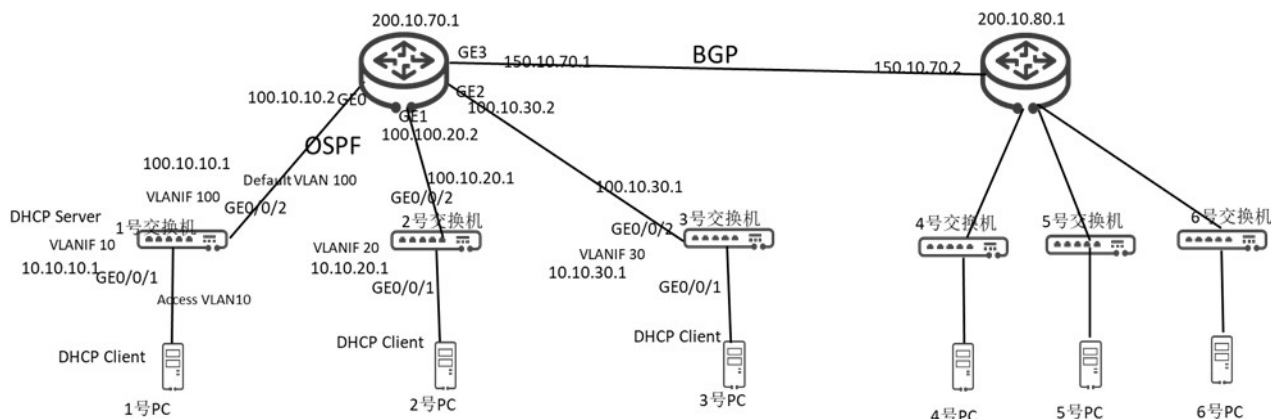 200.10.70.1
200.10.80.1
GE3
BGP
150.10.70.1
150.10.70.2
100.10.10.2
GE0
GE2
100.10.30.2
GE1
100.100.20.2
OSPF
100.10.10.1
Default VLAN 100
100.10.20.1
100.10.30.1
VLANIF 100
GE0/0/2
GE0/0/2
DHCP Server
1号交换机
2号交换机
3号交换机
GE0/0/2
4号交换机
5号交换机
6号交换机
VLANIF 10
VLANIF 20
VLANIF 30
10.10.10.1
10.10.20.1
10.10.30.1
GE0/0/1
GE0/0/1
GE0/0/1
Access VLAN10
DHCP Client
DHCP Client
DHCP Client
1号PC
2号PC
3号PC
4号PC
5号PC
6号PC